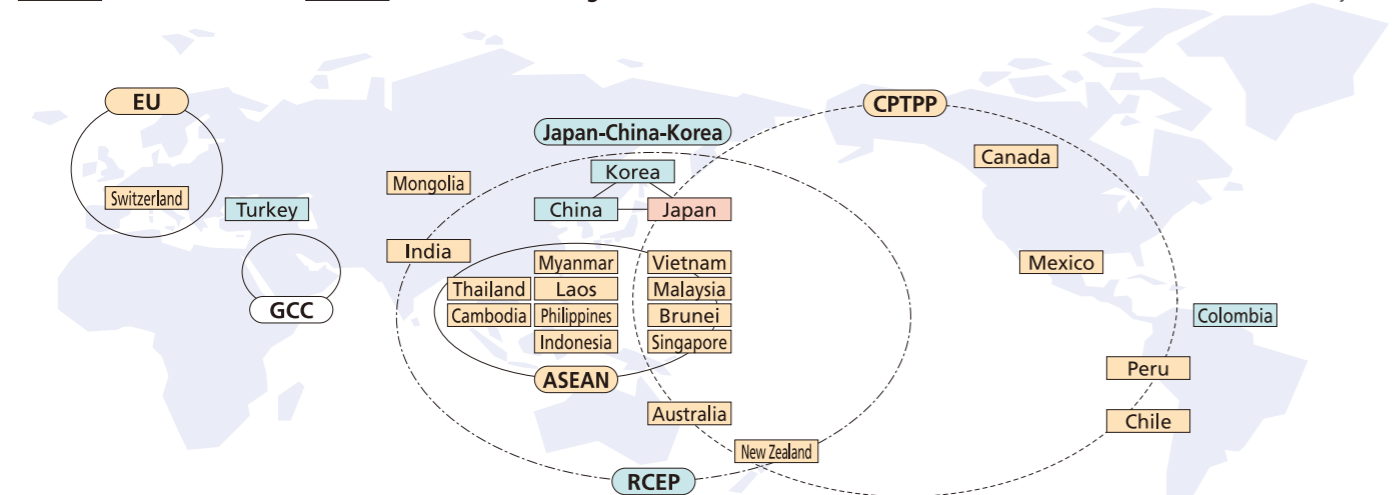 EU
CPTPP
Japan-China-Korea
Canada
Korea
Mongolia
Switzerland
Turkey
China
Japan
India
Myanmar
Vietnam
Mexico
Thailand
Laos
Malaysia
GCC
Cambodia
Philippines
Brunei
Colombia
Indonesia
Singapore
Peru
ASEAN
Australia
Chile
New Zealand
RCEP